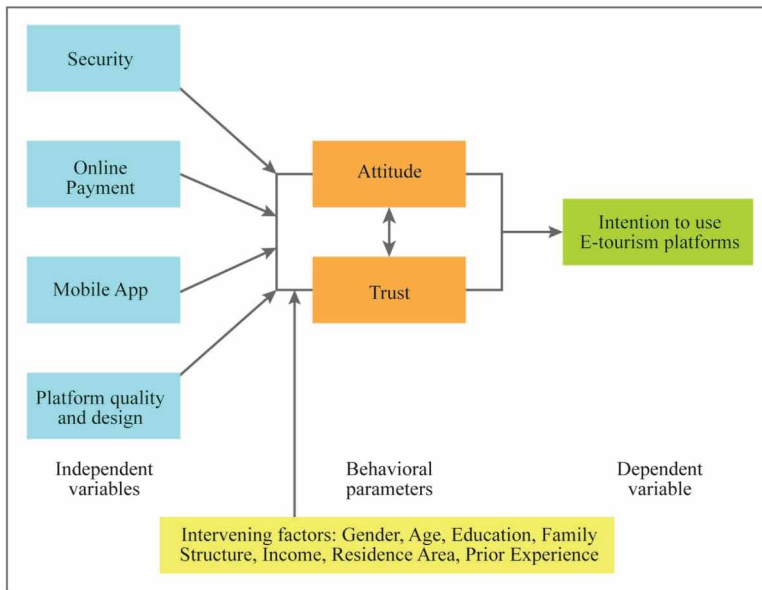 Security
Online
Payment
Mobile App
Platform quality
and design
Attitude
Trust
Intention to use
E-tourism platforms
Independent
variables
Behavioral
parameters
Dependent
variable
Intervening factors: Gender, Age, Education, Family
Structure, Income, Residence Area, Prior Experience